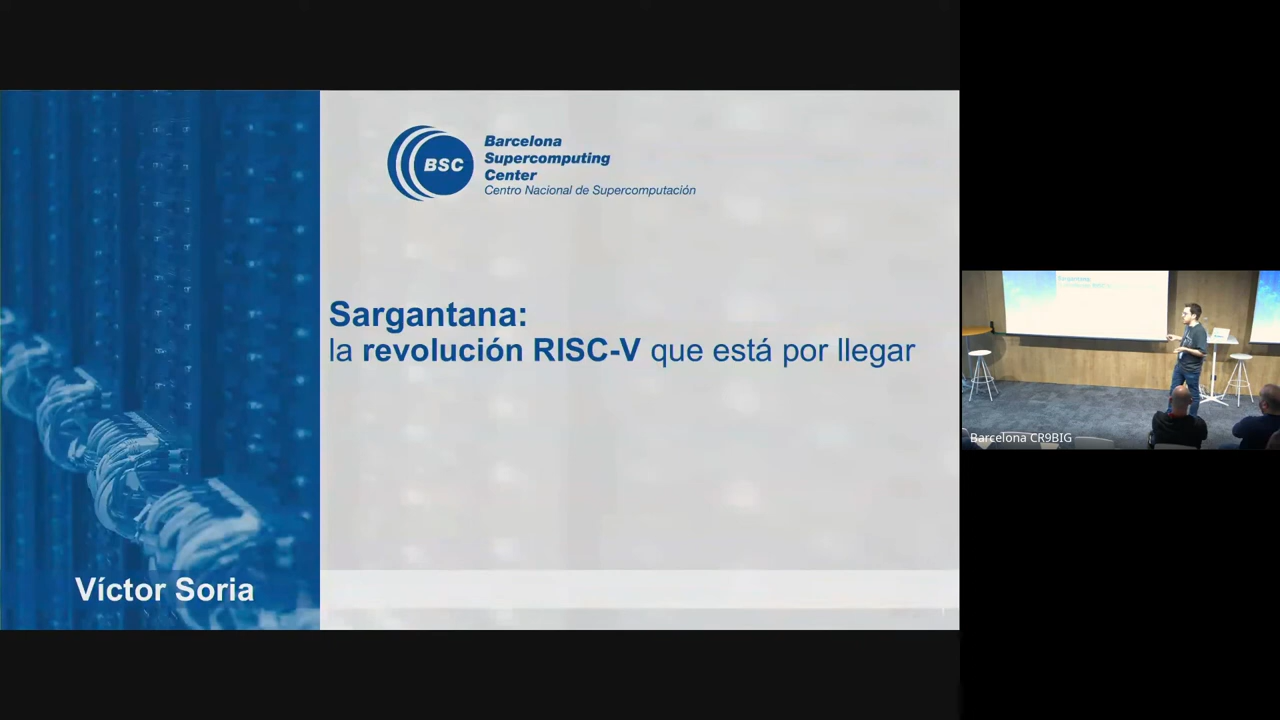 BSC
Barcelona
Supercomputing
Center
Centro Nacional de Supercomputación
Sargantana:
la revolución RISC-V que está por llegar
Víctor Soria
Barcelona CR9BIG